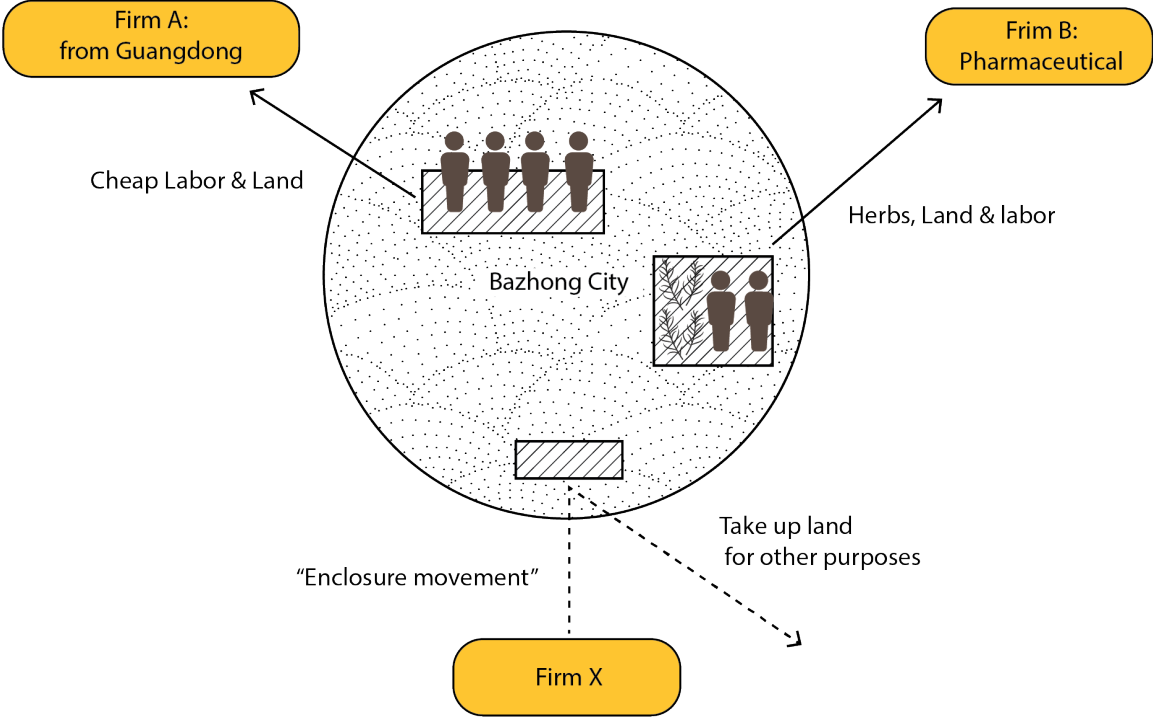 Firm A:
from Guangdong
Frim B:
Pharmaceutical
Cheap Labor & Land
Herbs, Land & labor
Bazhong City
Take up land
for other purposes
“Enclosure movement”
Firm X